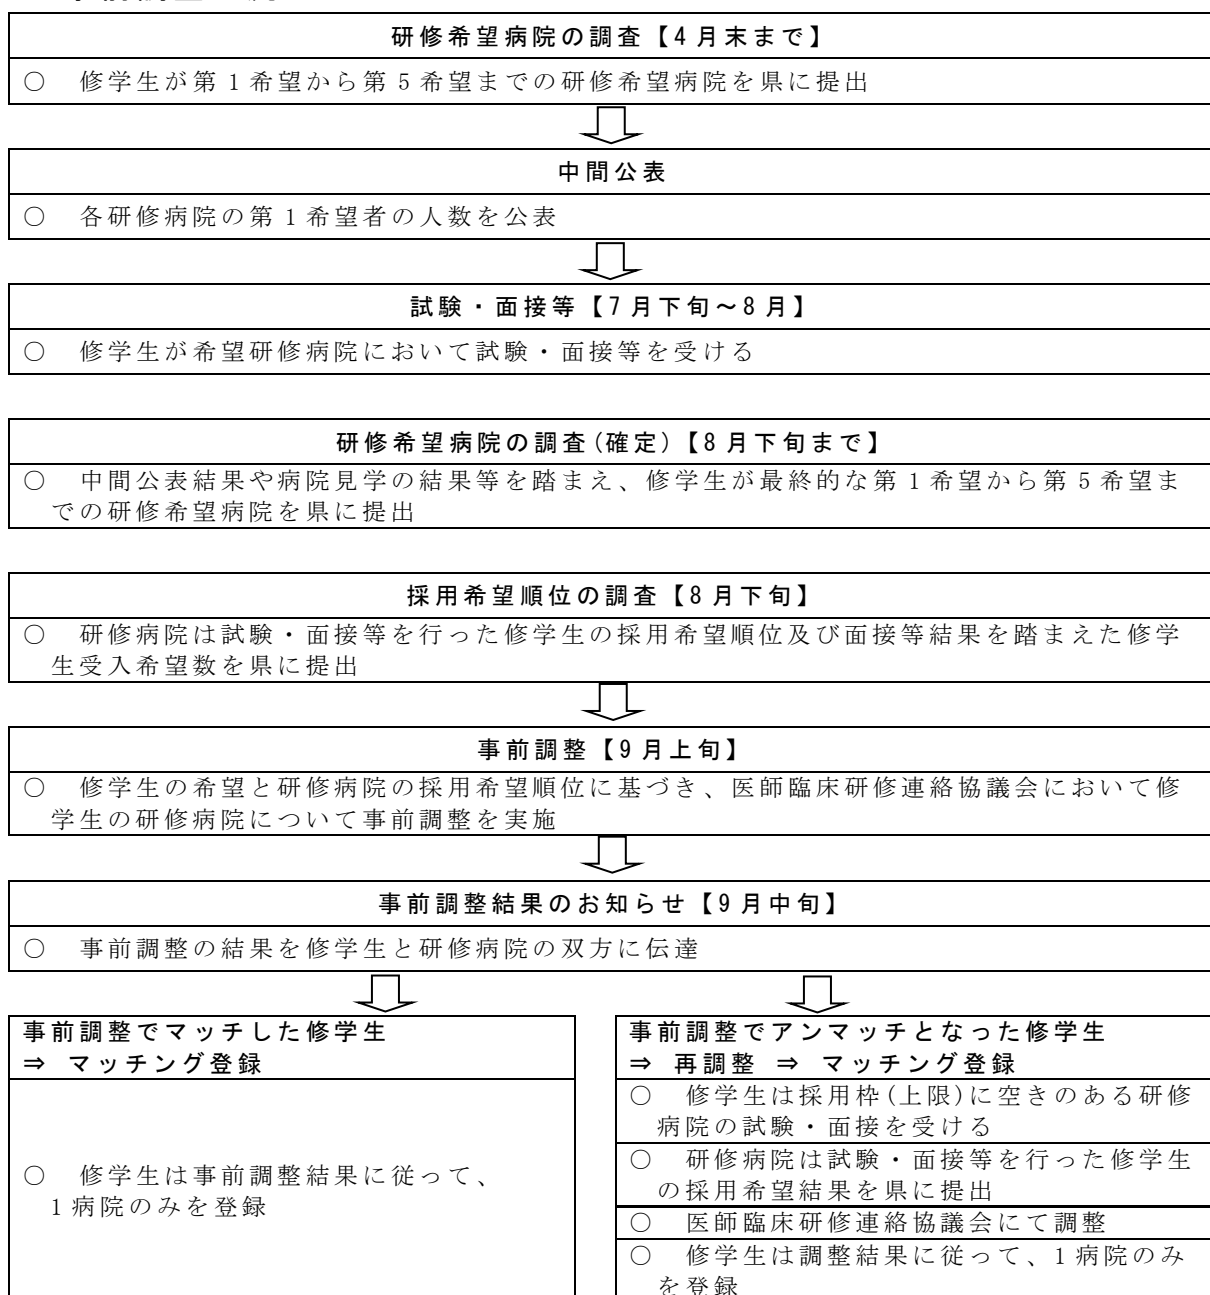 研修希望病院の調査【4月末まで】
○　修学生が第1希望から第5希望までの研修希望病院を県に提出
中間公表
○　各研修病院の第1希望者の人数を公表
試験・面接等【7月下旬～8月】
○　修学生が希望研修病院において試験・面接等を受ける
研修希望病院の調査(確定)【8月下旬まで】
○　中間公表結果や病院見学の結果等を踏まえ、修学生が最終的な第1希望から第5希望ま
での研修希望病院を県に提出
採用希望順位の調査【8月下旬】
○　研修病院は試験・面接等を行った修学生の採用希望順位及び面接等結果を踏まえた修学
生受入希望数を県に提出
事前調整【9月上旬】
○　修学生の希望と研修病院の採用希望順位に基づき、医師臨床研修連絡協議会において修
学生の研修病院について事前調整を実施
事前調整結果のお知らせ【9月中旬】
○　事前調整の結果を修学生と研修病院の双方に伝達
事前調整でマッチした修学生
⇒ マッチング登録
○　修学生は事前調整結果に従って、
1病院のみを登録
事前調整でアンマッチとなった修学生
⇒ 再調整 ⇒ マッチング登録
○　修学生は採用枠(上限)に空きのある研修
病院の試験・面接を受ける
○　研修病院は試験・面接等を行った修学生
の採用希望結果を県に提出
○　医師臨床研修連絡協議会にて調整
○　修学生は調整結果に従って、1病院のみ
を登録